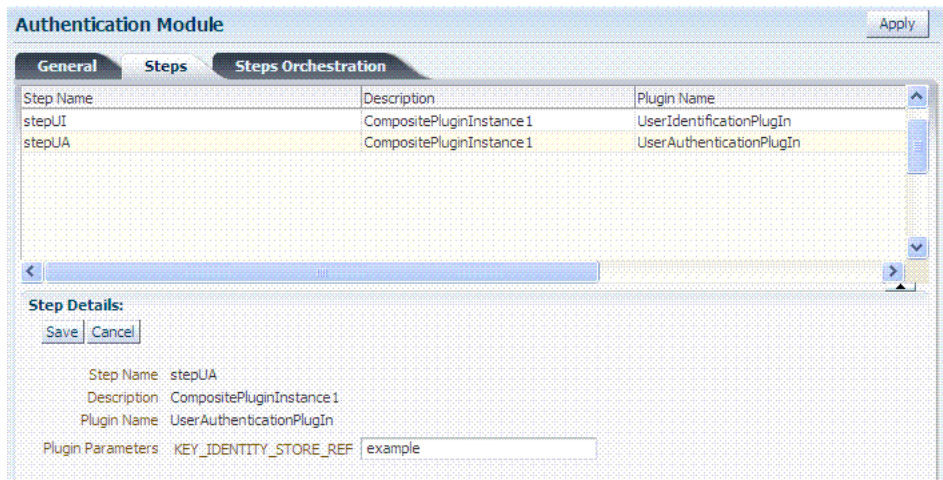 Authentication Module Apply
General Steps Steps Orchestration
Step Name Description Plugin Name
stepUI CompositePluginInstance1 UserIdentificationPlugIn
stepUA CompositePluginInstance1 UserAuthenticationPlugIn
Step Details:
Save Cancel
Step Name stepUA
Description CompositePluginInstance1
Plugin Name UserAuthenticationPlugIn
Plugin Parameters KEY_IDENTITY_STORE_REF example